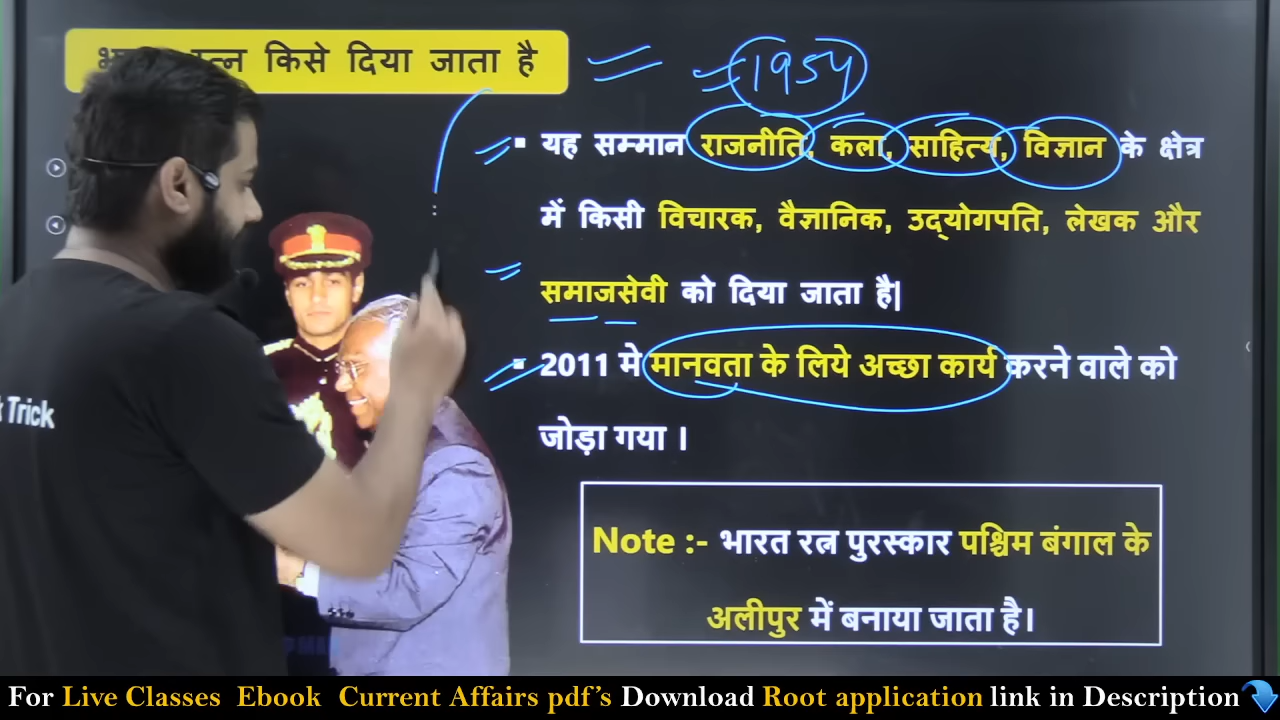 किसे दिया जाता है
1954
यह सम्मान राजनीति, कला, साहित्य, विज्ञान के क्षेत्र
में किसी विचारक, वैज्ञानिक, उद्योगपति, लेखक और
समाजसेवी को दिया जाता है|
2011 मे मानवता के लिये अच्छा कार्य करने वाले को
जोड़ा गया ।
Trick
Note :- भारत रत्न पुरस्कार पश्चिम बंगाल के
अलीपुर में बनाया जाता है।
For Live Classes Ebook Current Affairs pdf's Download Root application link in Description